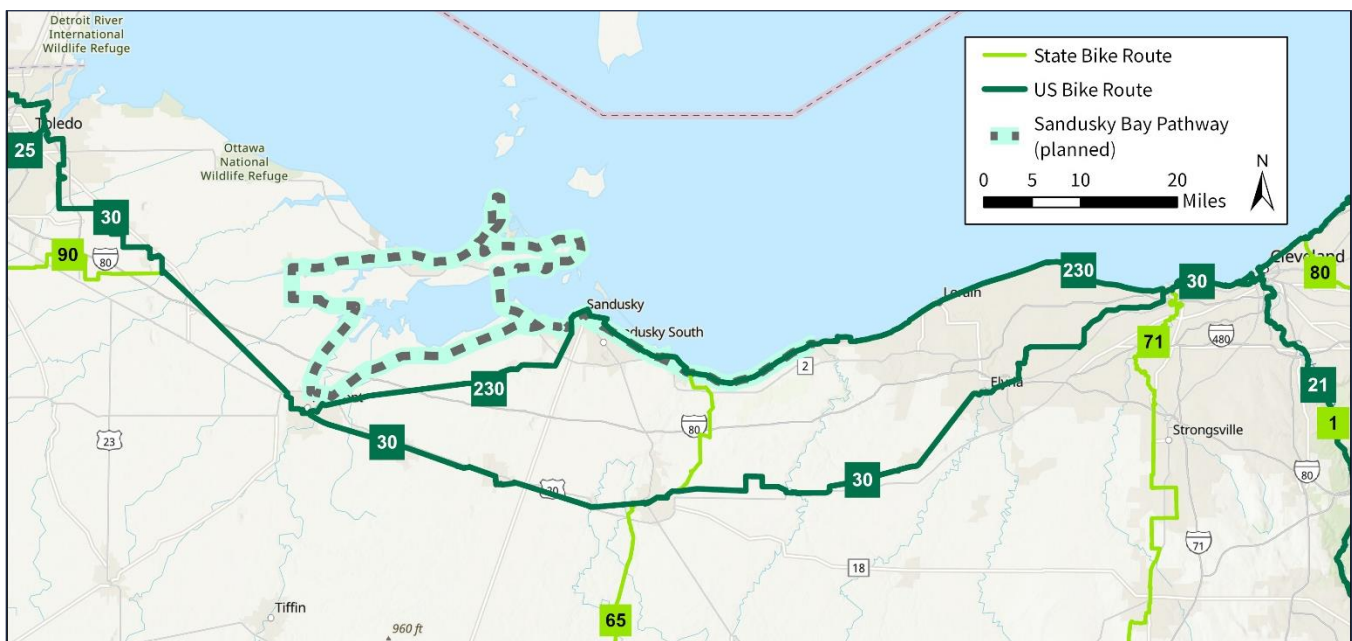 Detroit River
International
Wildlife Refuge
Toledo
25
Ottawa
National
Wildlife Refuge
30
90
80
State Bike Route
US Bike Route
Sandusky Bay Pathway
(planned)
0 5 10 20
Miles
N
Sandusky
dusky South
230
30
23
20
80
65
Tiffin
960 ft
2
Lorain
230
30
Cleveland
80
71
480
Elyria
21
1
Strongsville
80
30
18
71